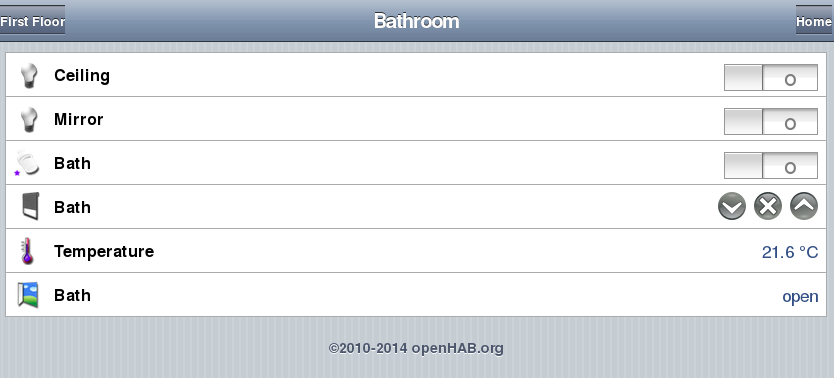 First Floor
Bathroom
Home
Ceiling
O
Mirror
O
Bath
O
Bath
Temperature
21.6 °C
Bath
open
©2010-2014 openHAB.org